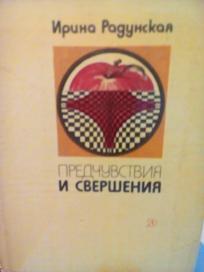 Ирина Радунская
ПРЕДЧУВСТВИЯ
И СВЕРШЕНИЯ